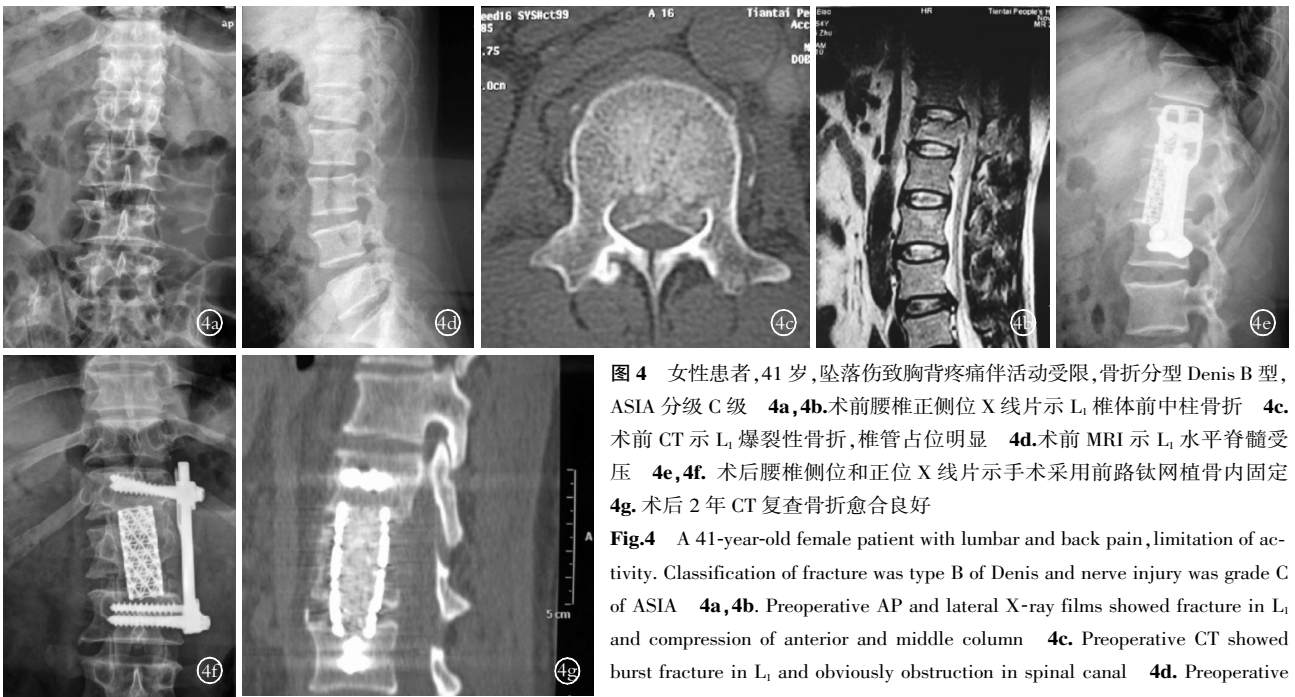 ap
4a
4d
eed16 SYS#ct99
A 16
Tiantai Pe
85
Acc
.75
.0cm
4c
HR
Tiantai People's H
54Y
Zhu
AM
4b
4e
4f
A
5 cm
4g
图 4 女性患者,41 岁,坠落伤致胸背疼痛伴活动受限,骨折分型 Denis B 型,
ASIA 分级 C 级 4a,4b.术前腰椎正侧位 X 线片示 L₁ 椎体前中柱骨折 4c.
术前 CT 示 L₁ 爆裂性骨折,椎管占位明显 4d.术前 MRI 示 L₁ 水平脊髓受
压 4e,4f. 术后腰椎侧位和正位 X 线片示手术采用前路钛网植骨内固定
4g. 术后 2 年 CT 复查骨折愈合良好
Fig.4 A 41-year-old female patient with lumbar and back pain,limitation of ac-
tivity. Classification of fracture was type B of Denis and nerve injury was grade C
of ASIA 4a,4b. Preoperative AP and lateral X-ray films showed fracture in L₁
and compression of anterior and middle column 4c. Preoperative CT showed
burst fracture in L₁ and obviously obstruction in spinal canal 4d. Preoperative